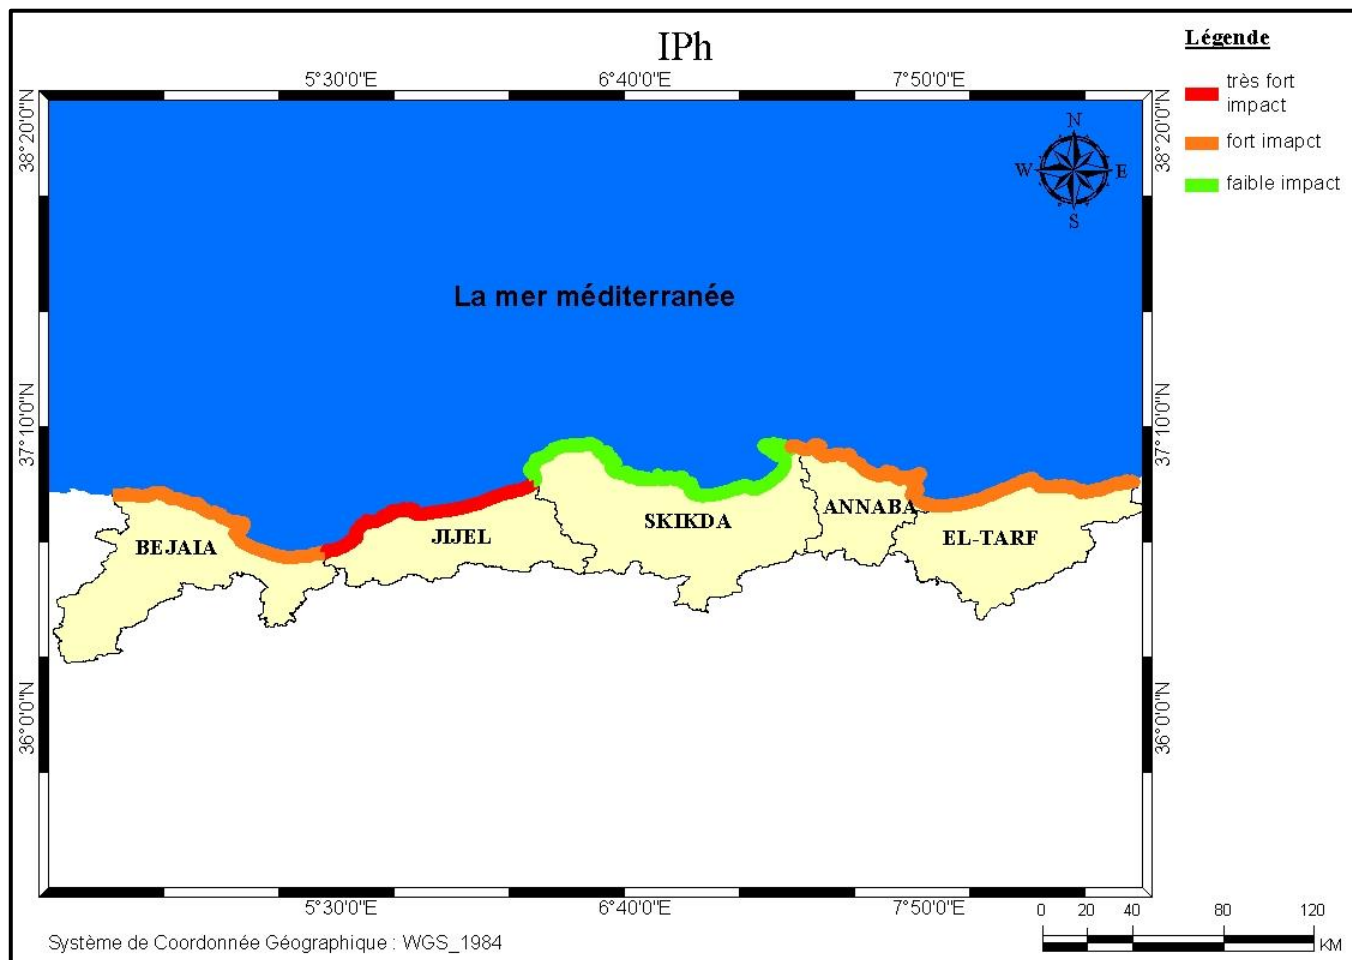 IPh
Légende
très fort
impact
fort imapct
faible impact
5°30'0"E
6°40'0"E
7°50'0"E
38°20'0"N
38°20'0"N
N
W
E
S
La mer méditerranée
37°10'0"N
37°10'0"N
BEJAIA
JIJEL
SKIKDA
ANNABA
EL-TARF
36°0'0"N
36°0'0"N
5°30'0"E
6°40'0"E
7°50'0"E
0 20 40 80 120
KM
Système de Coordonnée Géographique : WGS_1984